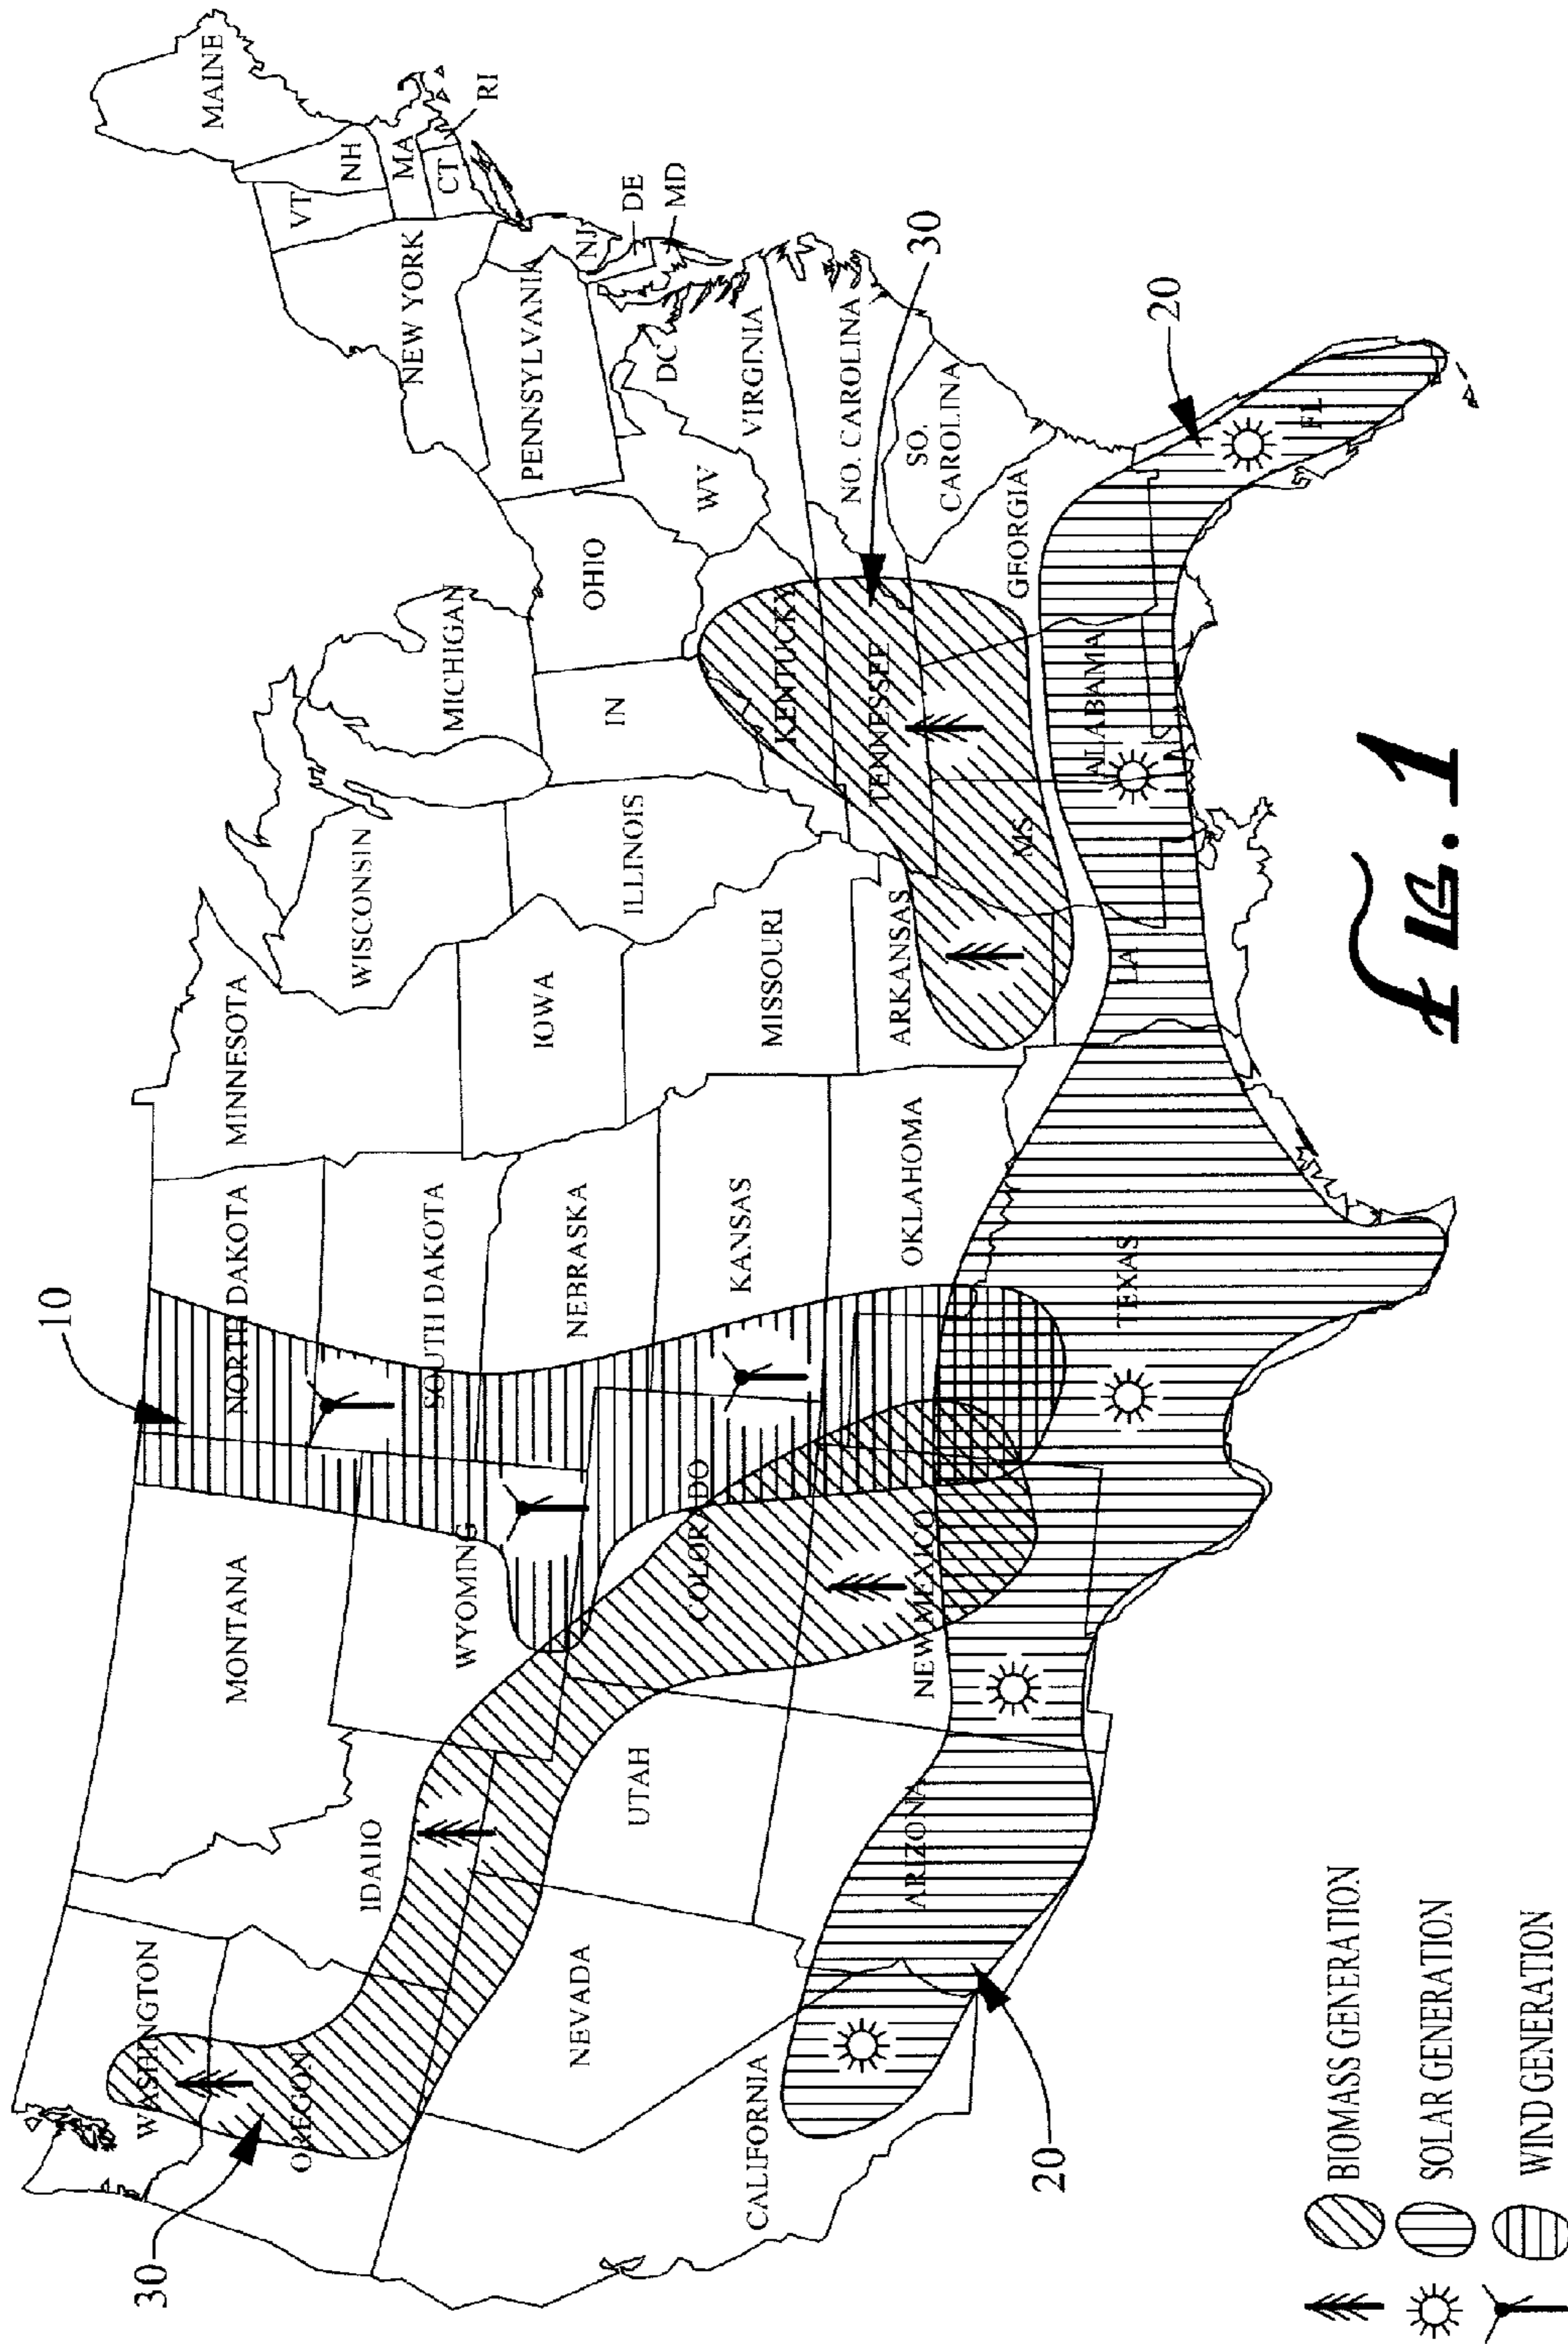 30
WASHINGTON
OREGON
IDAHO
MONTANA
10
NORTH DAKOTA
MINNESOTA
WISCONSIN
MICHIGAN
MAINE
VT
NH
MA
CT
RI
NEW YORK
PENNSYLVANIA
NJ
DE
MD
DC
WYOMING
SOUTH DAKOTA
NEBRASKA
IOWA
ILLINOIS
IN
OHIO
WV
VIRGINIA
NEVADA
UTAH
COLORADO
KANSAS
MISSOURI
KENTUCKY
NO. CAROLINA
30
TENNESSEE
SO.
CAROLINA
CALIFORNIA
ARIZONA
NEW MEXICO
OKLAHOMA
ARKANSAS
MS
ALABAMA
GEORGIA
20
TEXAS
LA
FL
20
BIOMASS GENERATION
SOLAR GENERATION
WIND GENERATION
FIG. 1